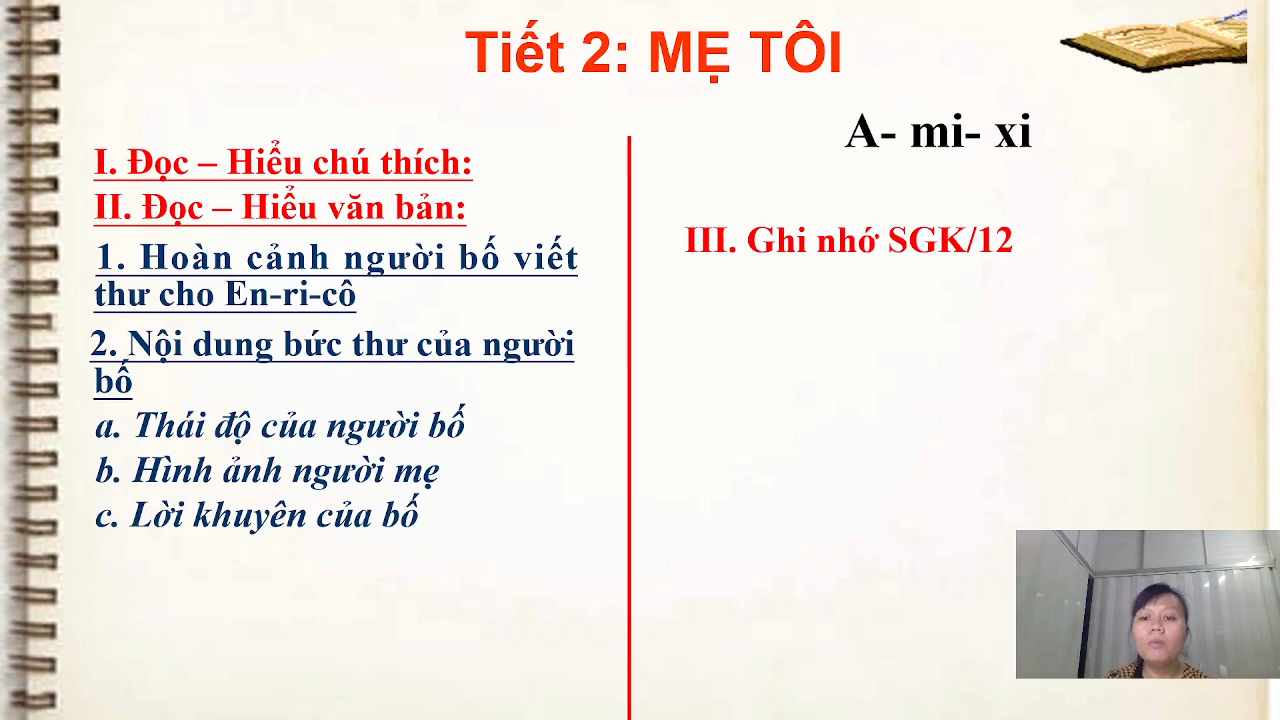 Tiết 2: MẸ TÔI
A- mi- xi
I. Đọc – Hiểu chú thích:
II. Đọc – Hiểu văn bản:
1. Hoàn cảnh người bố viết
thư cho En-ri-cô
2. Nội dung bức thư của người
bố
a. Thái độ của người bố
b. Hình ảnh người mẹ
c. Lời khuyên của bố
III. Ghi nhớ SGK/12